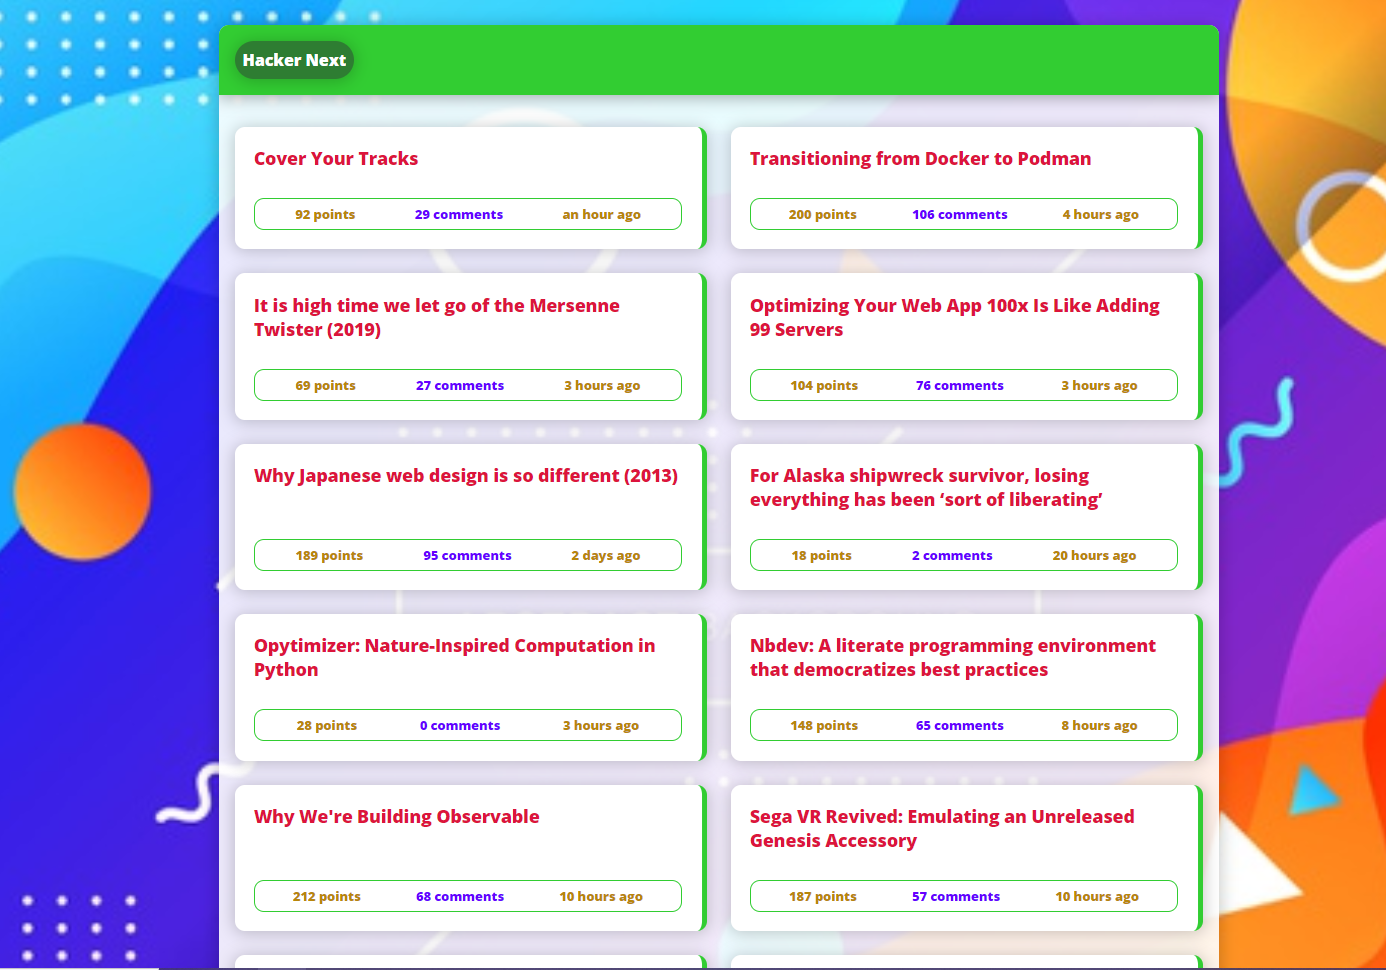 Hacker Next
Cover Your Tracks
92 points 29 comments an hour ago
Transitioning from Docker to Podman
200 points 106 comments 4 hours ago
It is high time we let go of the Mersenne
Twister (2019)
69 points 27 comments 3 hours ago
Optimizing Your Web App 100x Is Like Adding
99 Servers
104 points 76 comments 3 hours ago
Why Japanese web design is so different (2013)
189 points 95 comments 2 days ago
For Alaska shipwreck survivor, losing
everything has been ‘sort of liberating’
18 points 2 comments 20 hours ago
Opytimizer: Nature-Inspired Computation in
Python
28 points 0 comments 3 hours ago
Nbdev: A literate programming environment
that democratizes best practices
148 points 65 comments 8 hours ago
Why We're Building Observable
212 points 68 comments 10 hours ago
Sega VR Revived: Emulating an Unreleased
Genesis Accessory
187 points 57 comments 10 hours ago